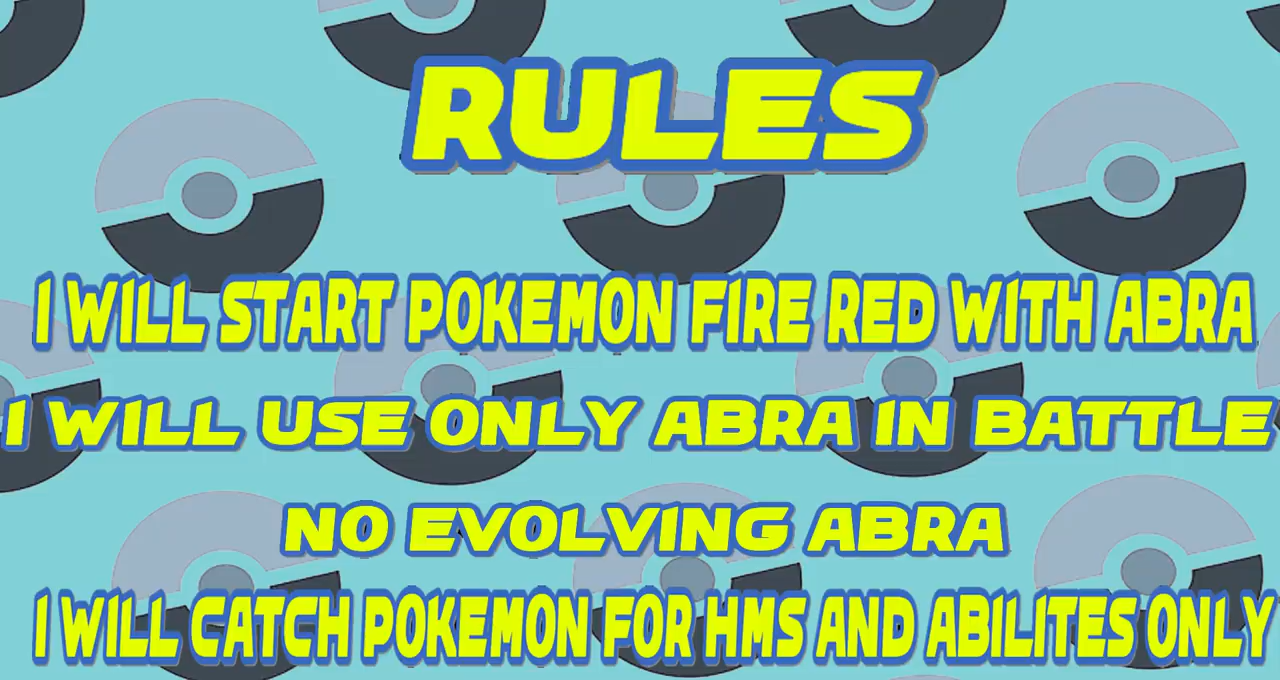 RULES
I WILL START POKEMON FIRE RED WITH ABRA
I WILL USE ONLY ABRA IN BATTLE
NO EVOLVING ABRA
I WILL CATCH POKEMON FOR HMS AND ABILITES ONLY